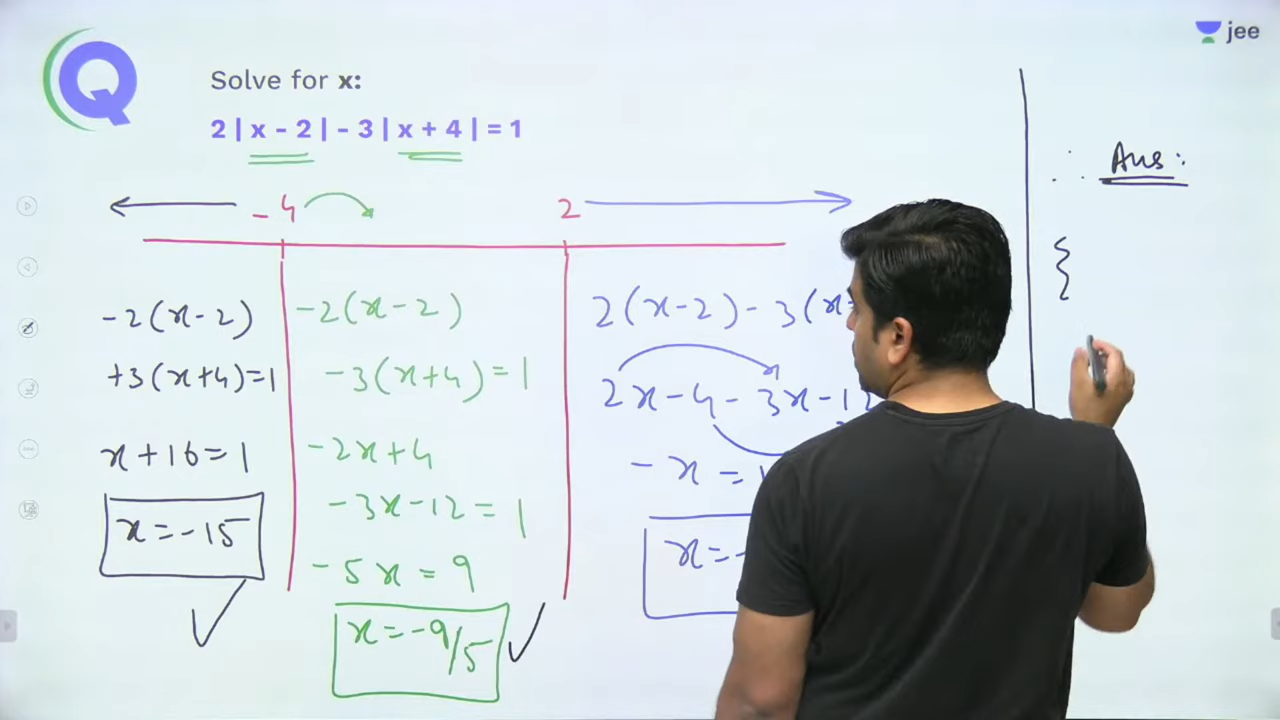 jee
Solve for x:
2 | x - 2 | - 3 | x + 4 | = 1
∴ Ans:
-4
2
{
-2(x-2)
+3(x+4)=1
x+16=1
x=-15
-2(x-2)
-3(x+4)=1
-2x+4
-3x-12=1
-5x=9
x=-9/5
2(x-2)-3(x
2x-4-3x-12
-x=1
x=-